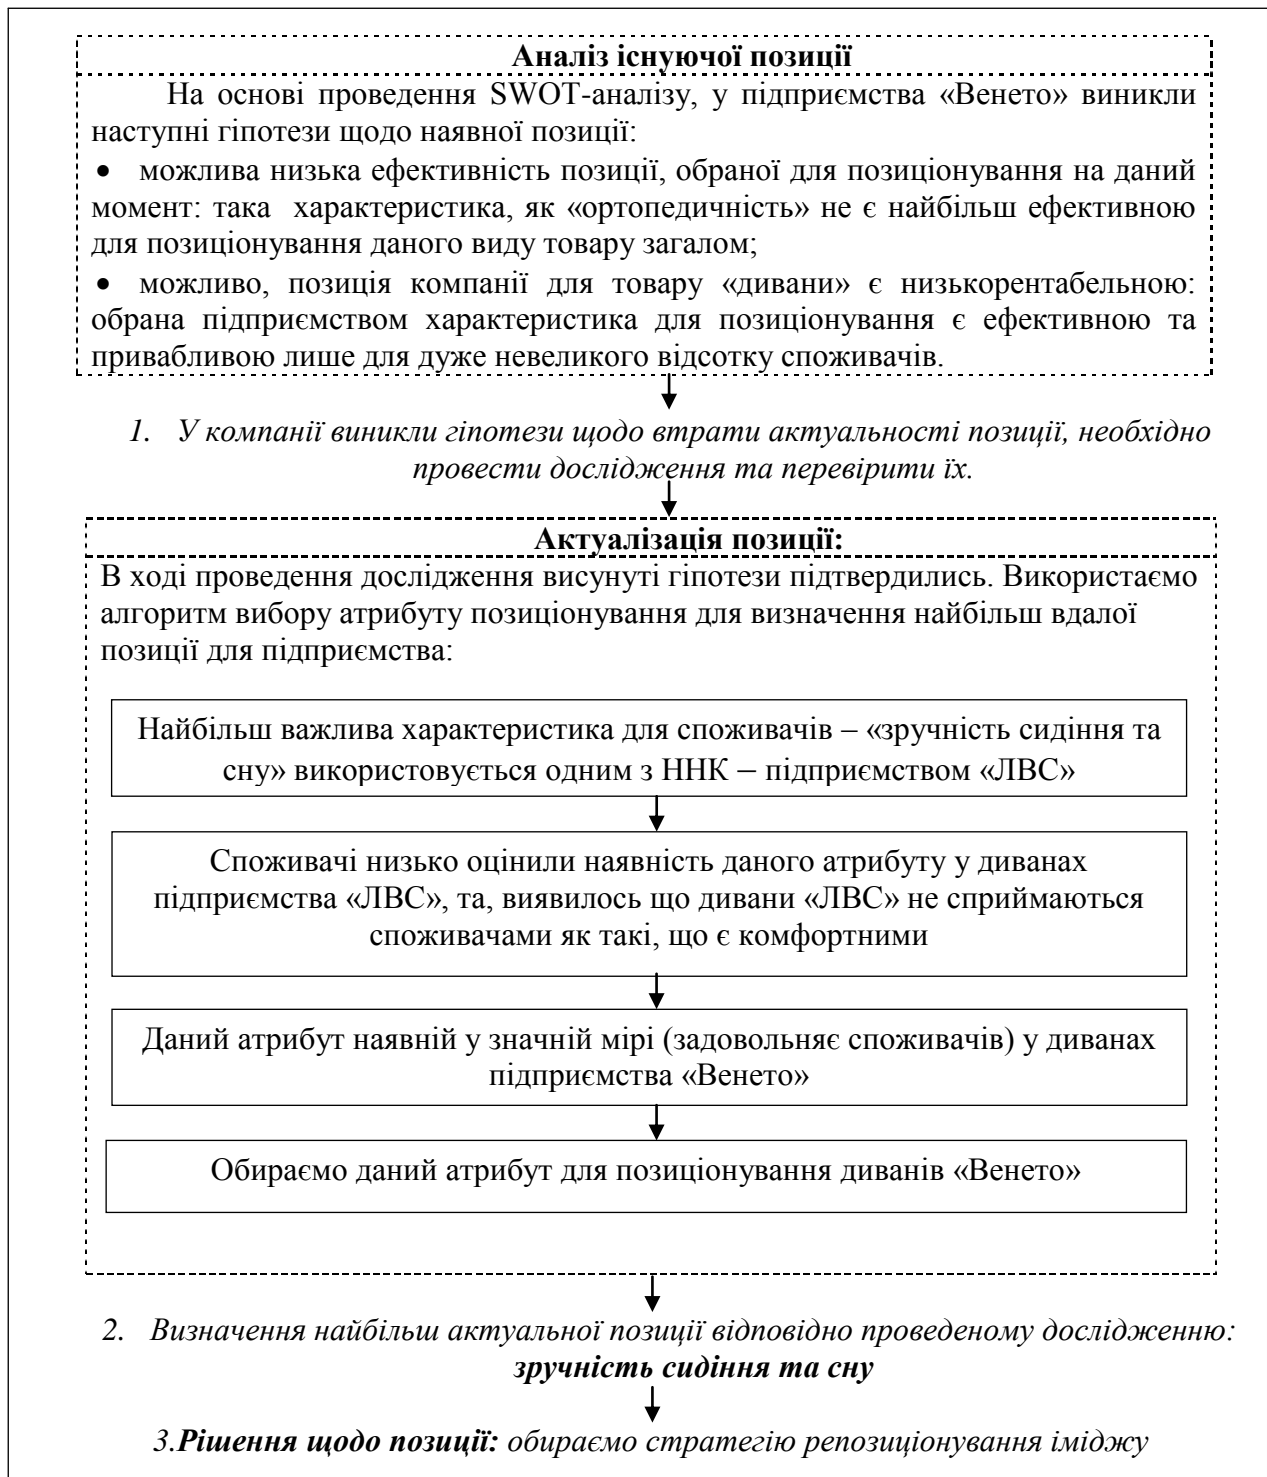 Аналіз існуючої позиції
На основі проведення SWOT-аналізу, у підприємства «Венето» виникли
наступні гіпотези щодо наявної позиції:
• можлива низька ефективність позиції, обраної для позиціонування на даний
момент: така характеристика, як «ортопедичність» не є найбільш ефективною
для позиціонування даного виду товару загалом;
• можливо, позиція компанії для товару «дивани» є низькорентабельною:
обрана підприємством характеристика для позиціонування є ефективною та
привабливою лише для дуже невеликого відсотку споживачів.
1. У компанії виникли гіпотези щодо втрати актуальності позиції, необхідно
провести дослідження та перевірити їх.
Актуалізація позиції:
В ході проведення дослідження висунуті гіпотези підтвердились. Використаємо
алгоритм вибору атрибуту позиціонування для визначення найбільш вдалої
позиції для підприємства:
Найбільш важлива характеристика для споживачів – «зручність сидіння та
сну» використовується одним з ННК – підприємством «ЛВС»
Споживачі низько оцінили наявність даного атрибуту у диванах
підприємства «ЛВС», та, виявилось що дивани «ЛВС» не сприймаються
споживачами як такі, що є комфортними
Даний атрибут наявній у значній мірі (задовольняє споживачів) у диванах
підприємства «Венето»
Обираємо даний атрибут для позиціонування диванів «Венето»
2. Визначення найбільш актуальної позиції відповідно проведеному дослідженню:
зручність сидіння та сну
3.Рішення щодо позиції: обираємо стратегію репозиціонування іміджу